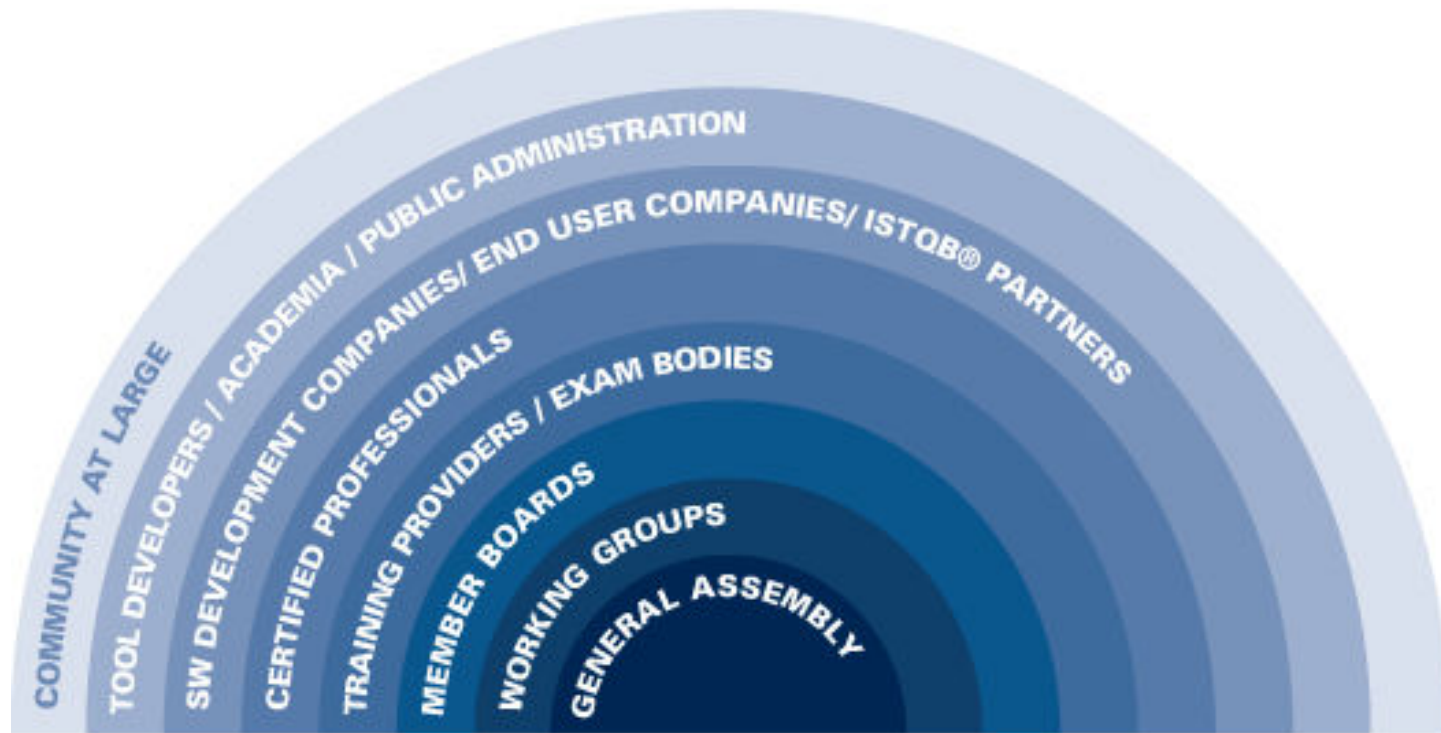 COMMUNITY AT LARGE
TOOL DEVELOPERS / ACADEMIA / PUBLIC ADMINISTRATION
SW DEVELOPMENT COMPANIES/ END USER COMPANIES/ ISTQB® PARTNERS
CERTIFIED PROFESSIONALS
TRAINING PROVIDERS / EXAM BODIES
MEMBER BOARDS
WORKING GROUPS
GENERAL ASSEMBLY